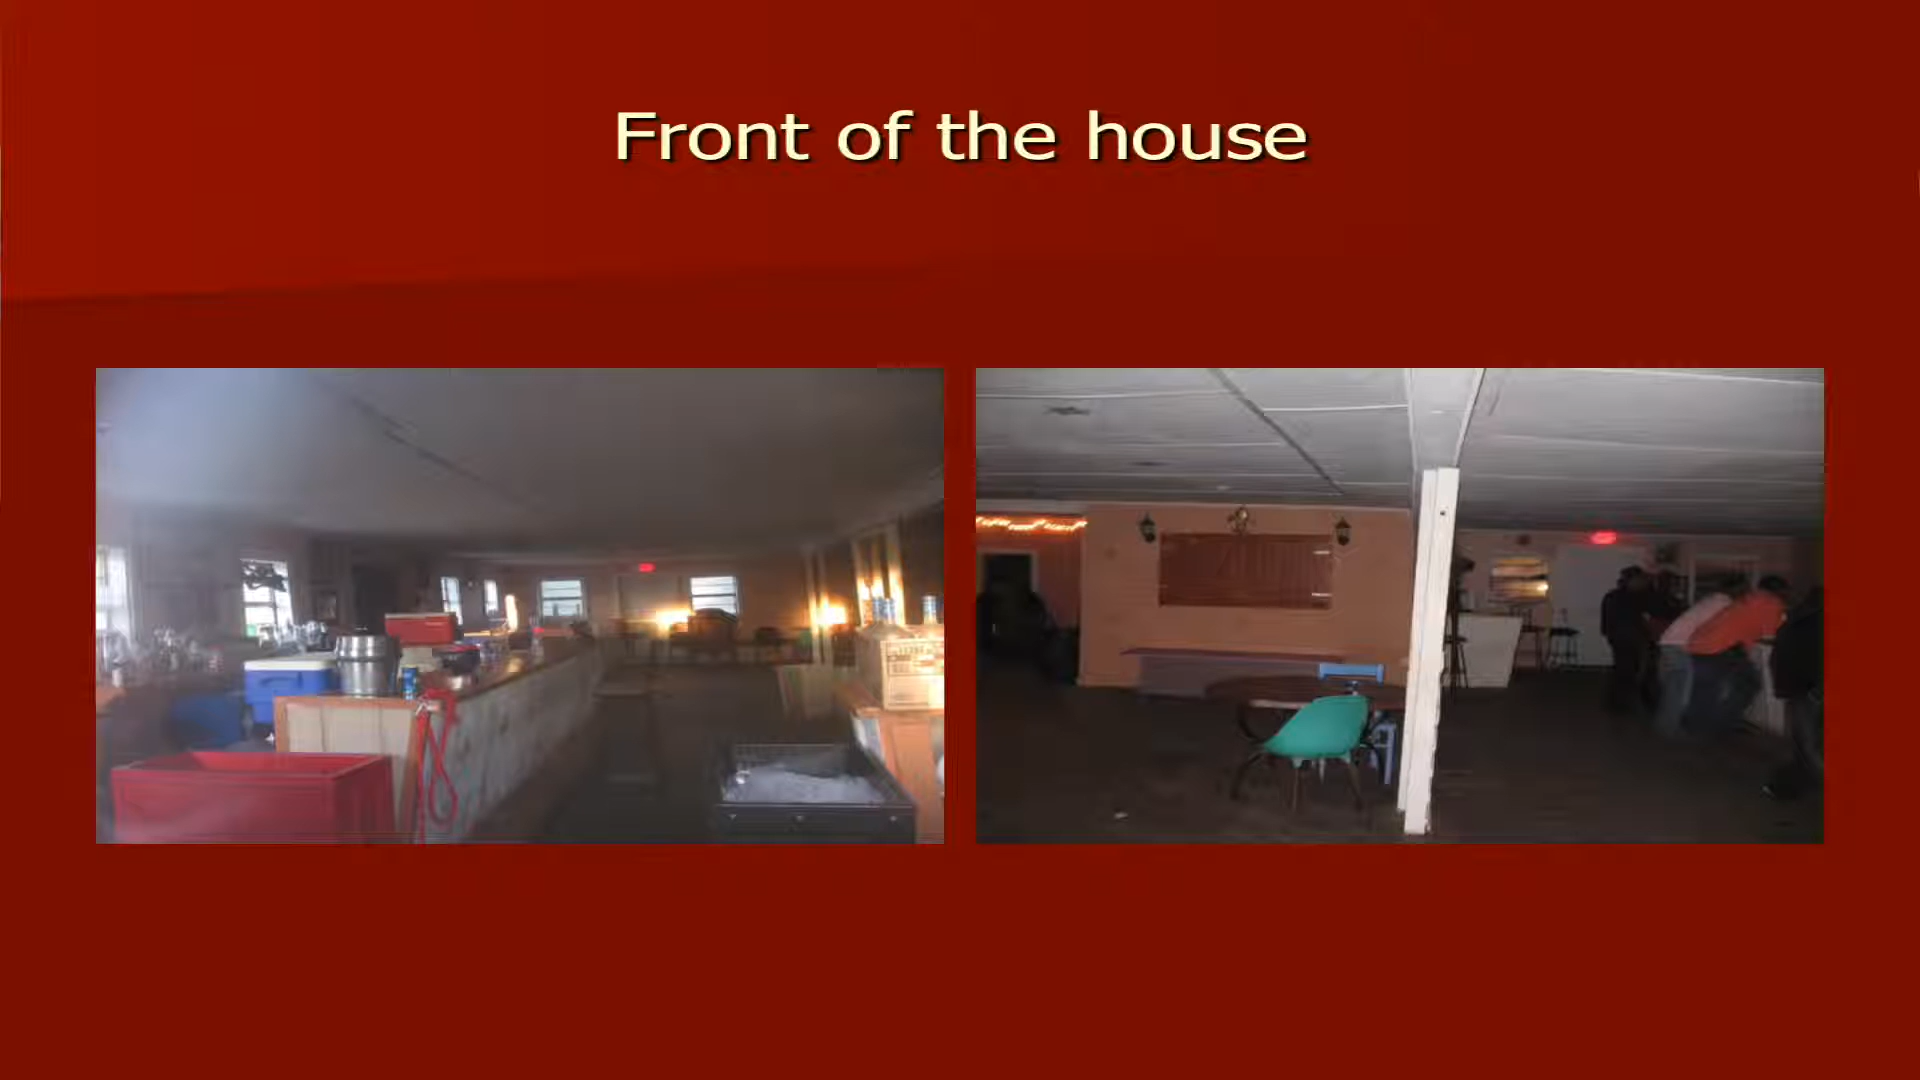 Front of the house